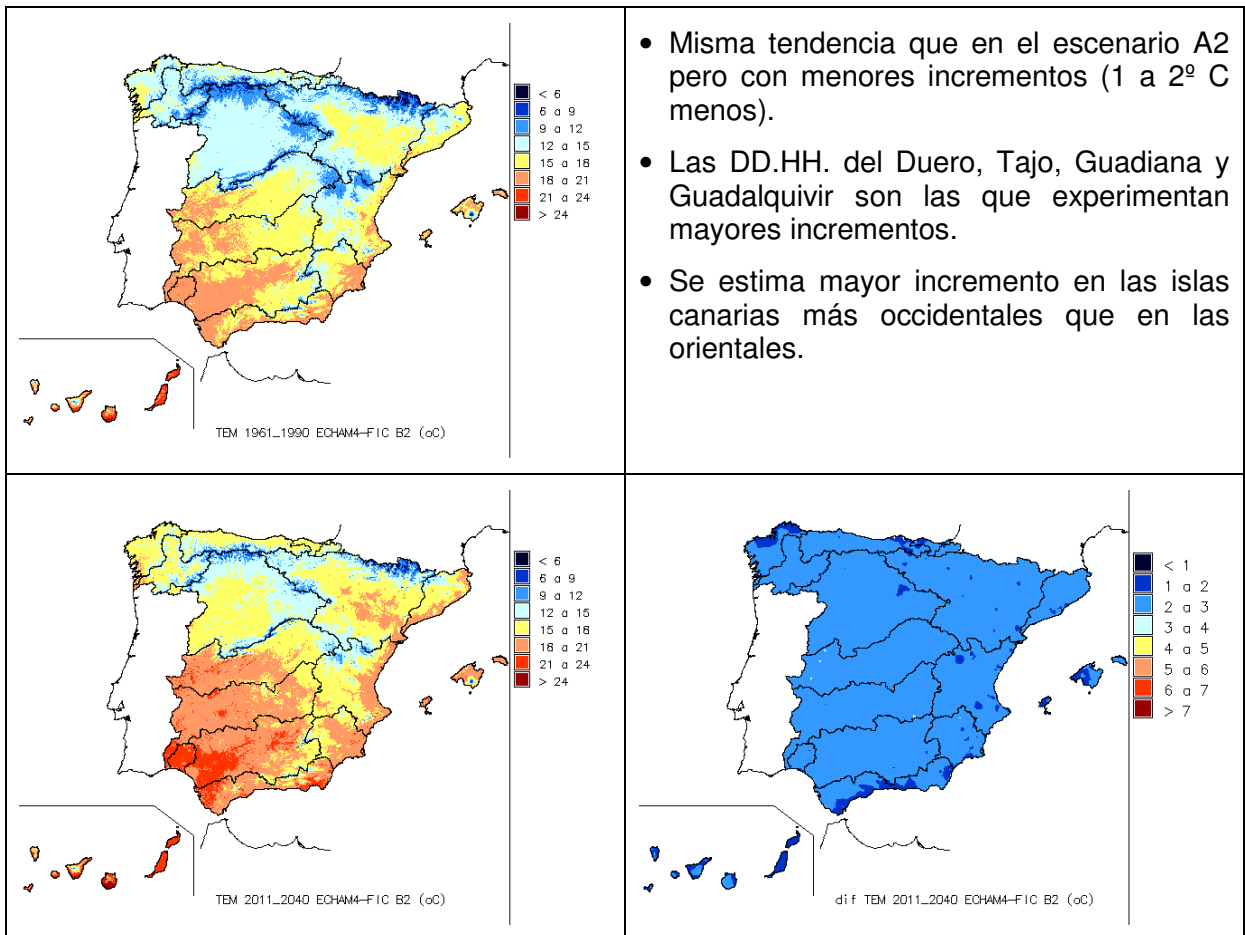 < 6
6 a 9
9 a 12
12 a 15
15 a 18
18 a 21
21 a 24
> 24
TEM 1961_1990 ECHAM4-FIC B2 (oC)
• Misma tendencia que en el escenario A2
pero con menores incrementos (1 a 2º C
menos).
• Las DD.HH. del Duero, Tajo, Guadiana y
Guadalquivir son las que experimentan
mayores incrementos.
• Se estima mayor incremento en las islas
canarias más occidentales que en las
orientales.
< 6
6 a 9
9 a 12
12 a 15
15 a 18
18 a 21
21 a 24
> 24
TEM 2011_2040 ECHAM4-FIC B2 (oC)
< 1
1 a 2
2 a 3
3 a 4
4 a 5
5 a 6
6 a 7
> 7
dif TEM 2011_2040 ECHAM4-FIC B2 (oC)